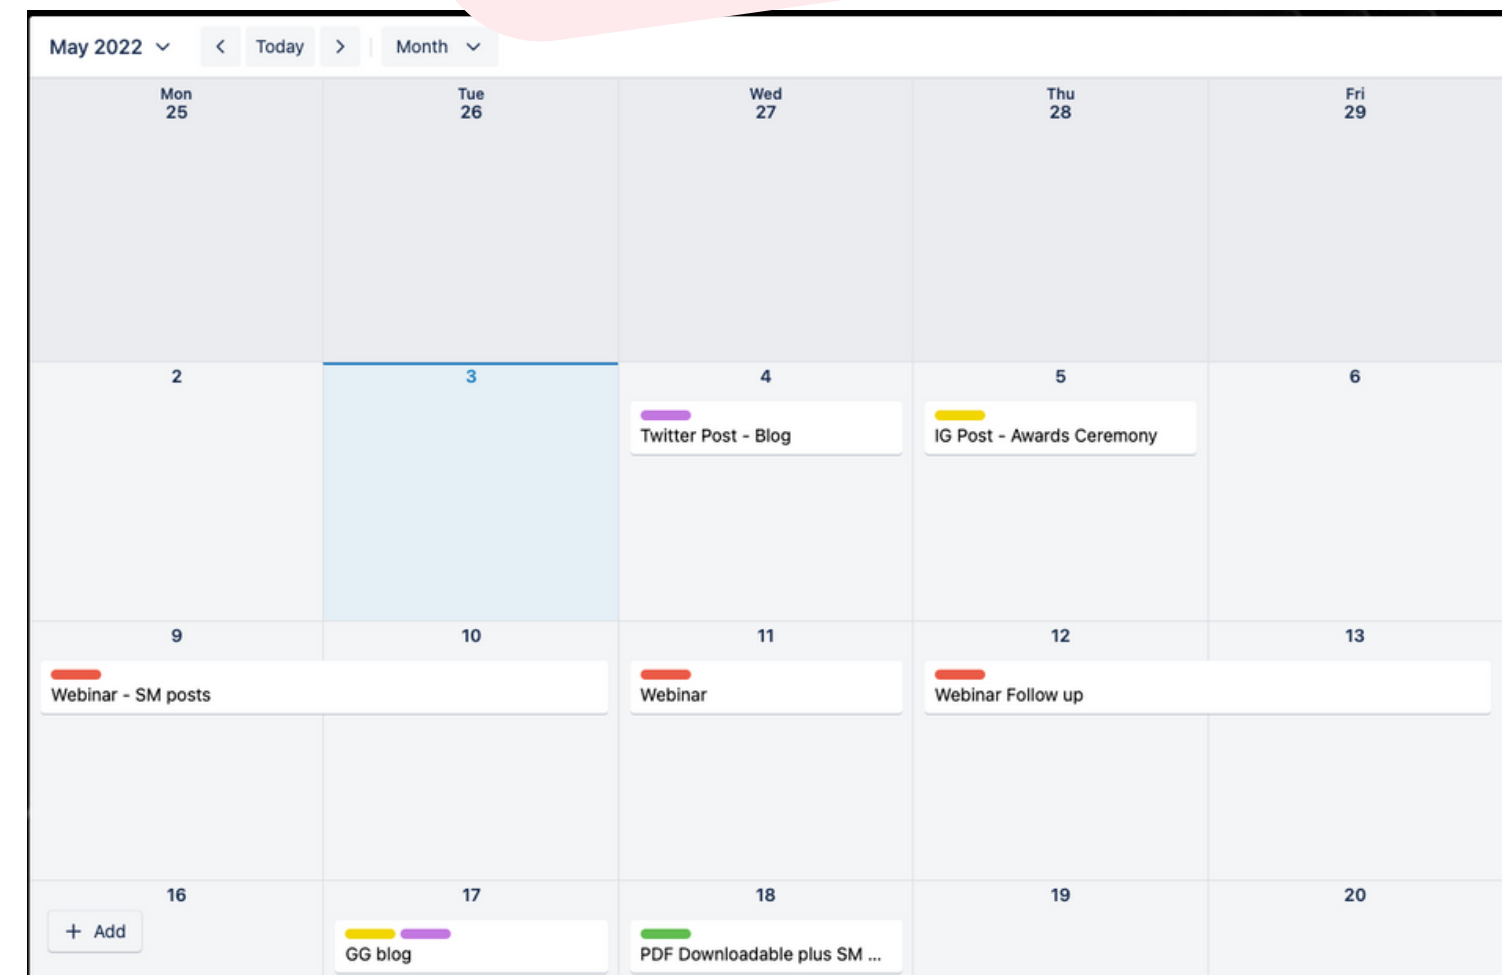 May 2022 Today Month
Mon Tue Wed Thu Fri
25 26 27 28 29
2 3 4 5 6
Twitter Post - Blog IG Post - Awards Ceremony
9 10 11 12 13
Webinar - SM posts Webinar Webinar Follow up
16 17 18 19 20
+ Add
GG blog PDF Downloadable plus SM ...